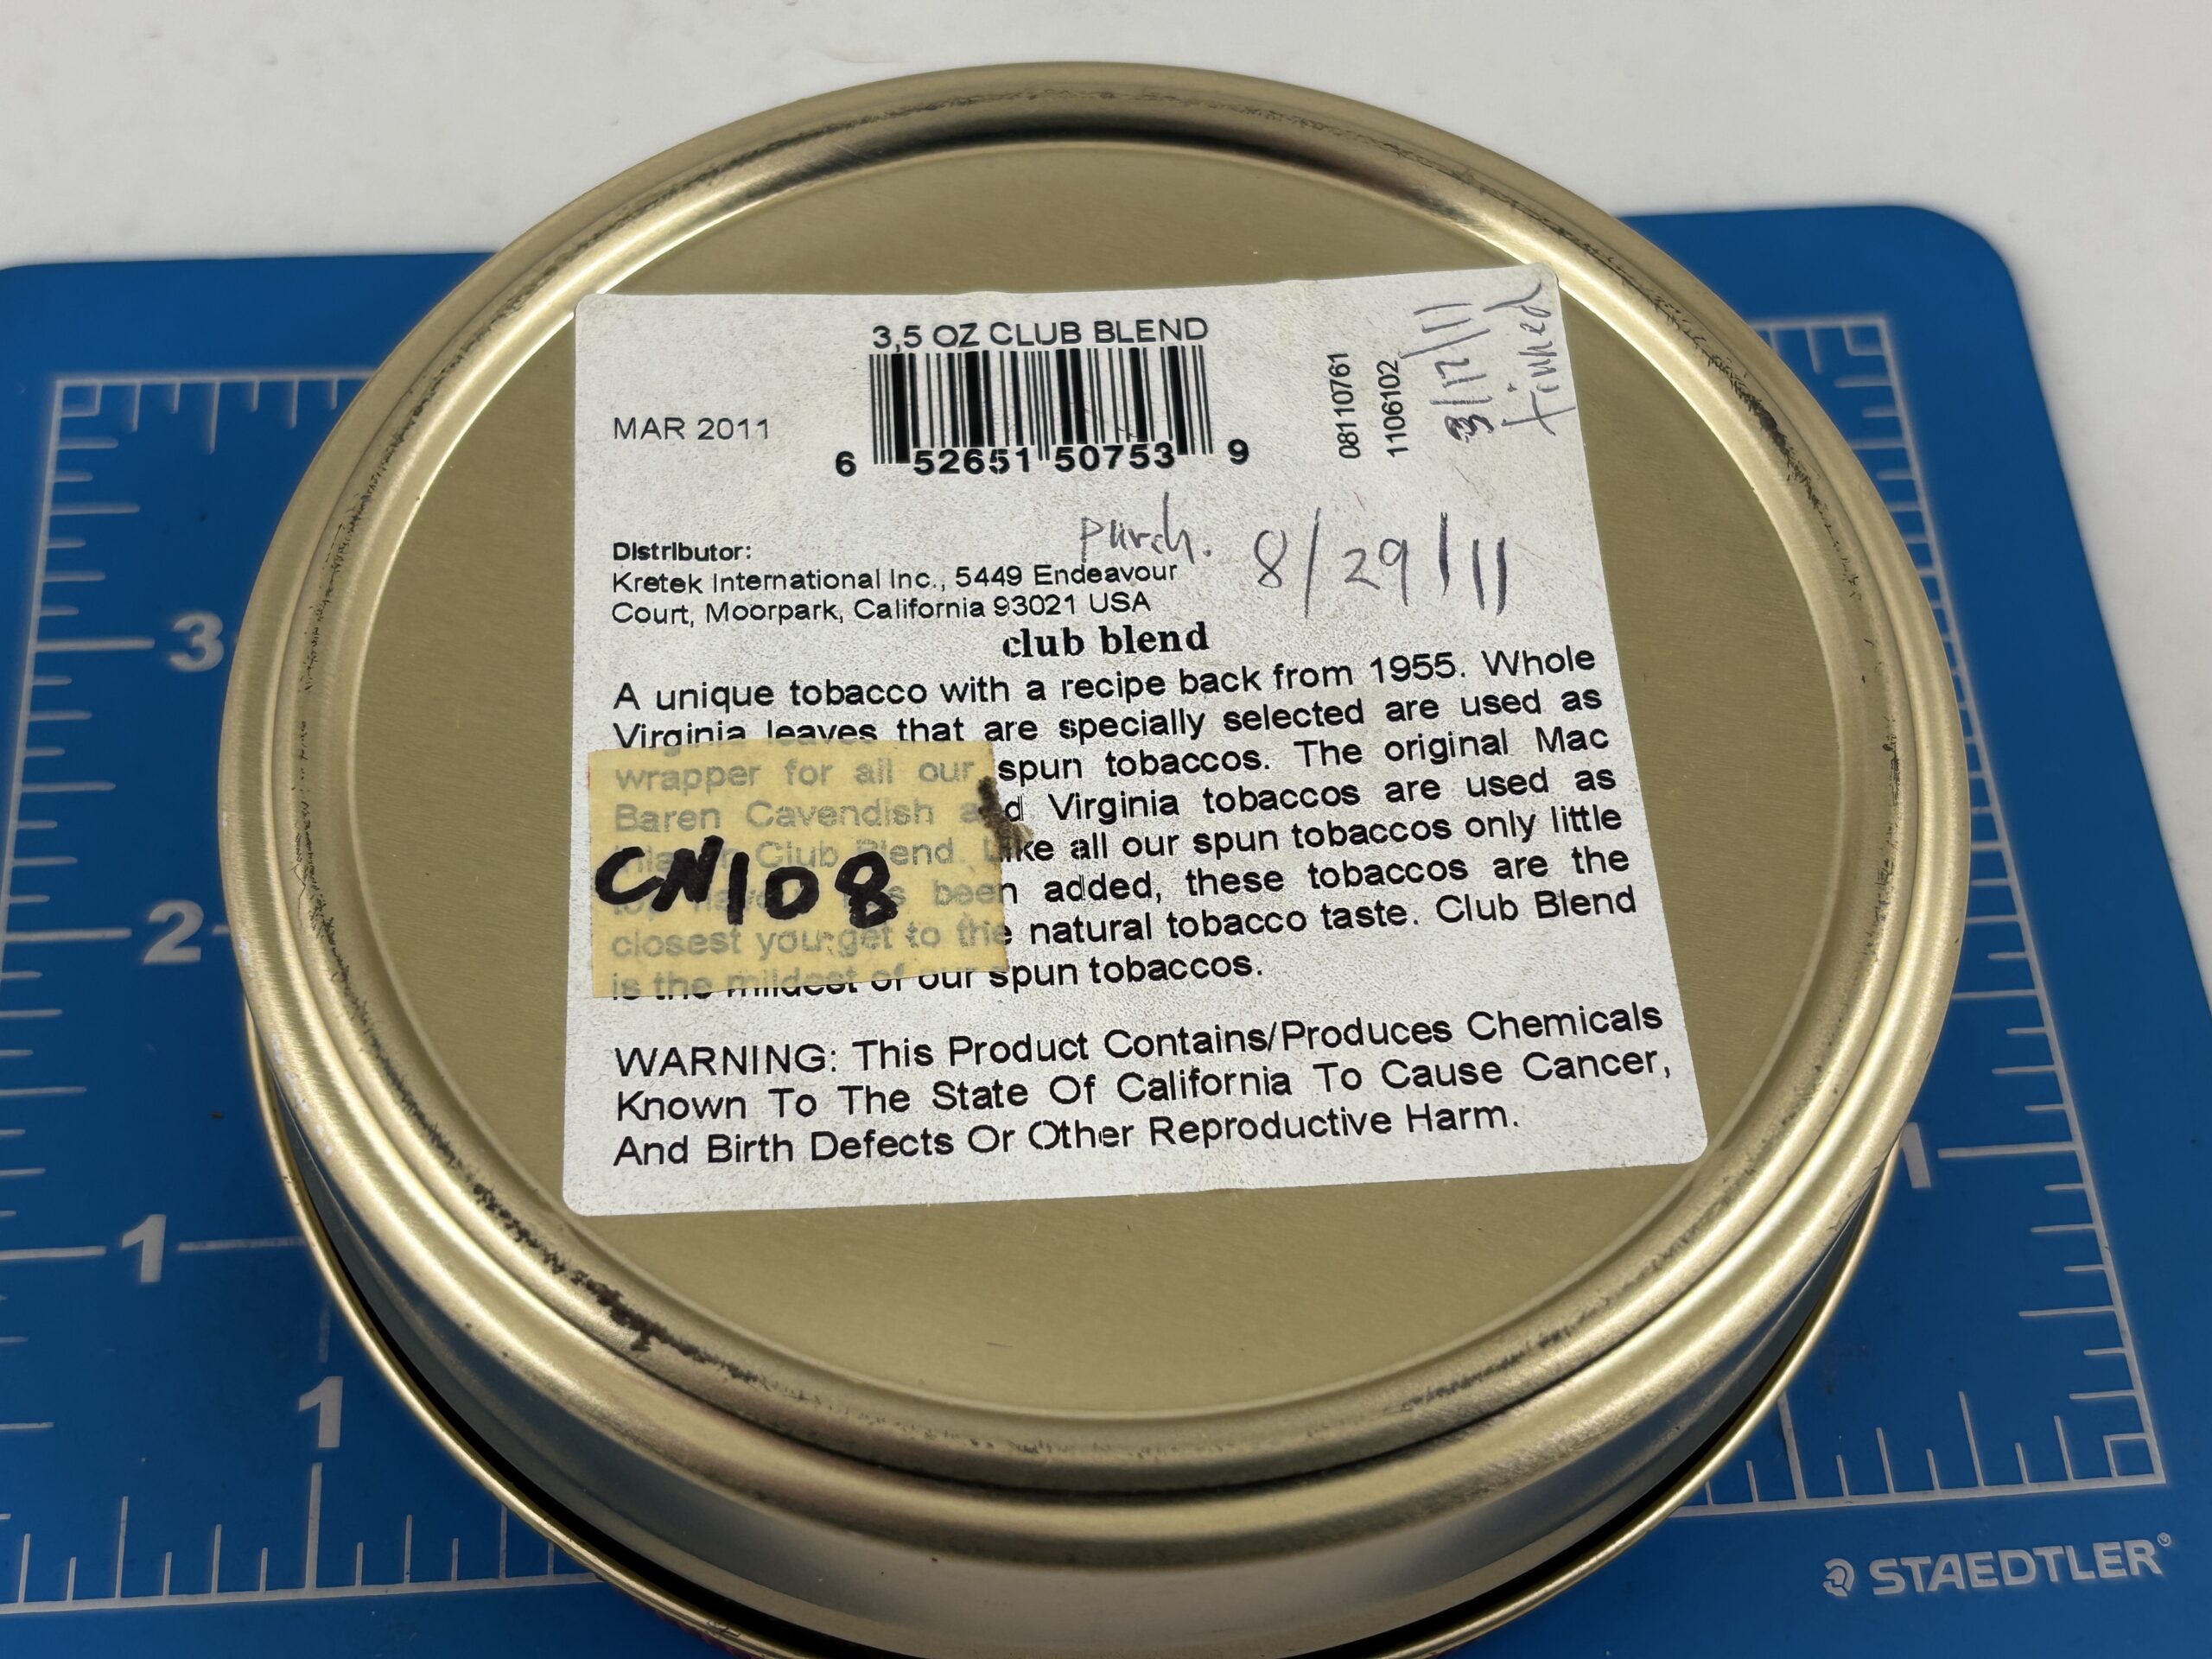 3,5 OZ CLUB BLEND
MAR 2011
6 52651 50753 9
08110761
1106102
3/17/11
finned
purch. 8/29/11
Distributor:
Kretek International Inc., 5449 Endeavour
Court, Moorpark, California 93021 USA
club blend
A unique tobacco with a recipe back from 1955. Whole
Virginia leaves that are specially selected are used as
wrapper for all our spun tobaccos. The original Mac
Baren Cavendish and Virginia tobaccos are used as
in Club Blend. Like all our spun tobaccos only little
been added, these tobaccos are the
closest you get to the natural tobacco taste. Club Blend
is the mildest of our spun tobaccos.
CN108
WARNING: This Product Contains/Produces Chemicals
Known To The State Of California To Cause Cancer,
And Birth Defects Or Other Reproductive Harm.
3
2
1
1
1
STAEDTLER®